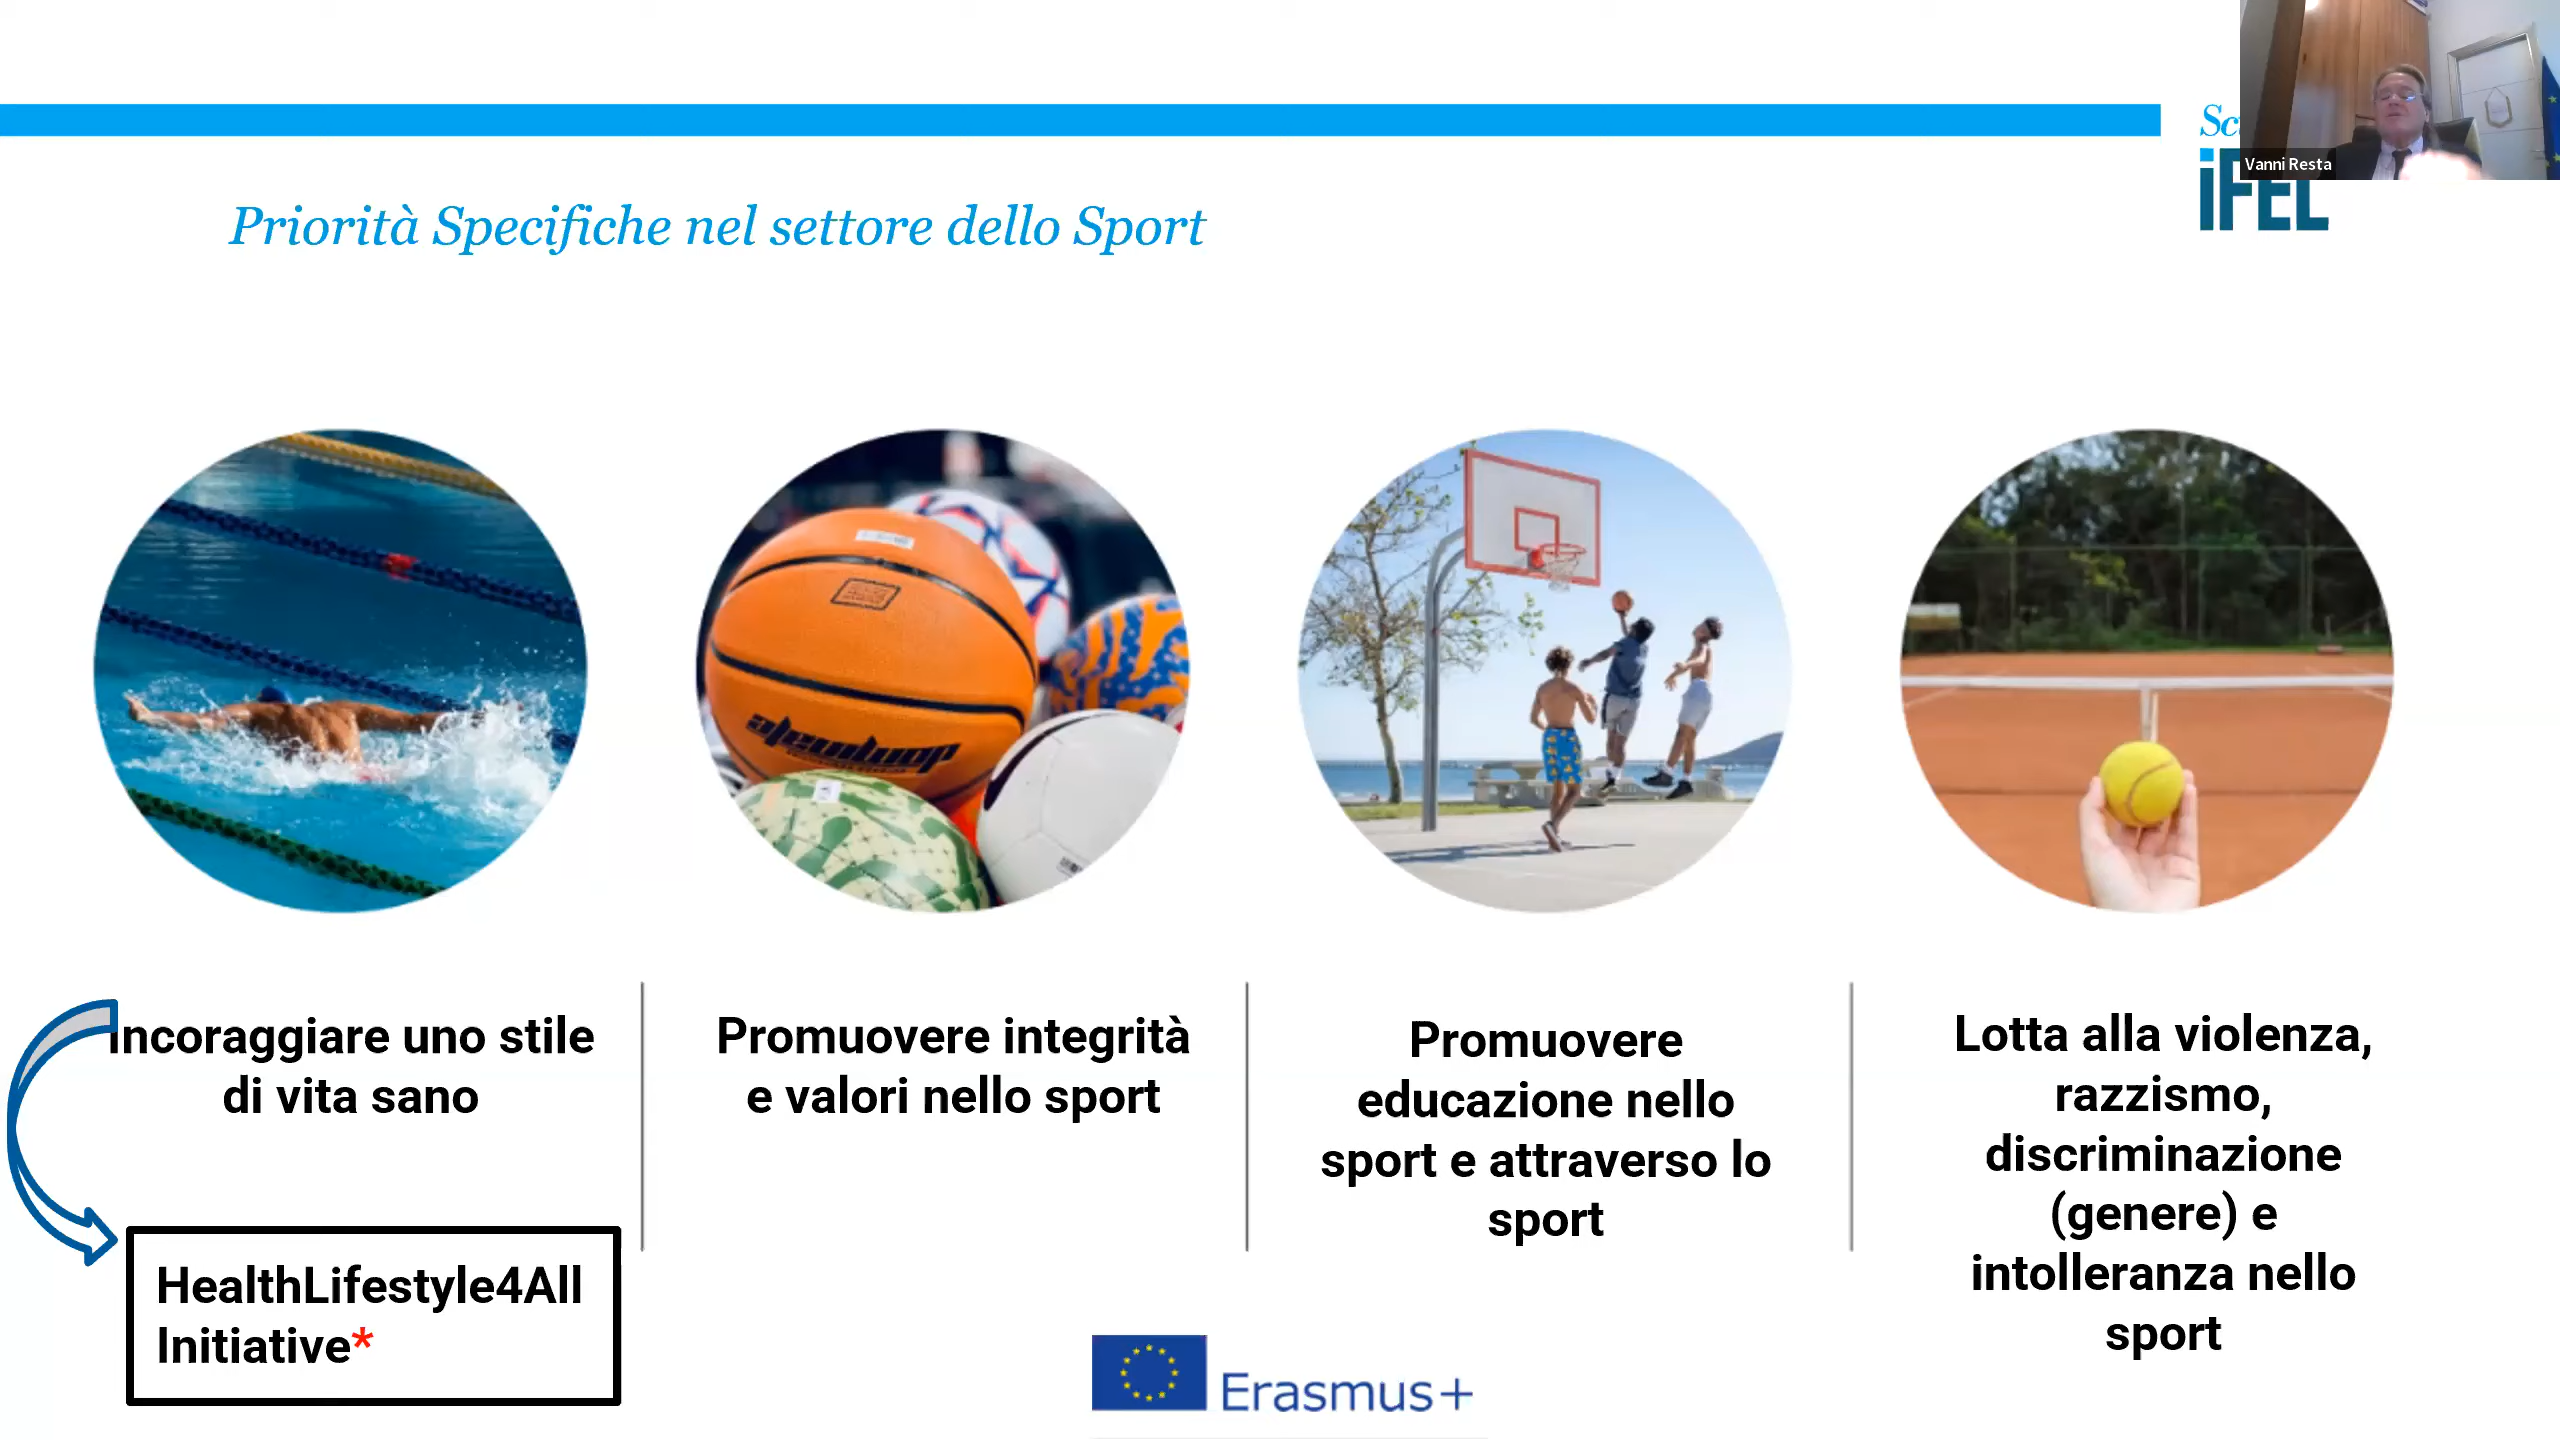 Vanni Resta
iFEL
Priorità Specifiche nel settore dello Sport
Incoraggiare uno stile
di vita sano
Promuovere integrità
e valori nello sport
Promuovere
educazione nello
sport e attraverso lo
sport
Lotta alla violenza,
razzismo,
discriminazione
(genere) e
intolleranza nello
sport
HealthLifestyle4All
Initiative*
Erasmus+